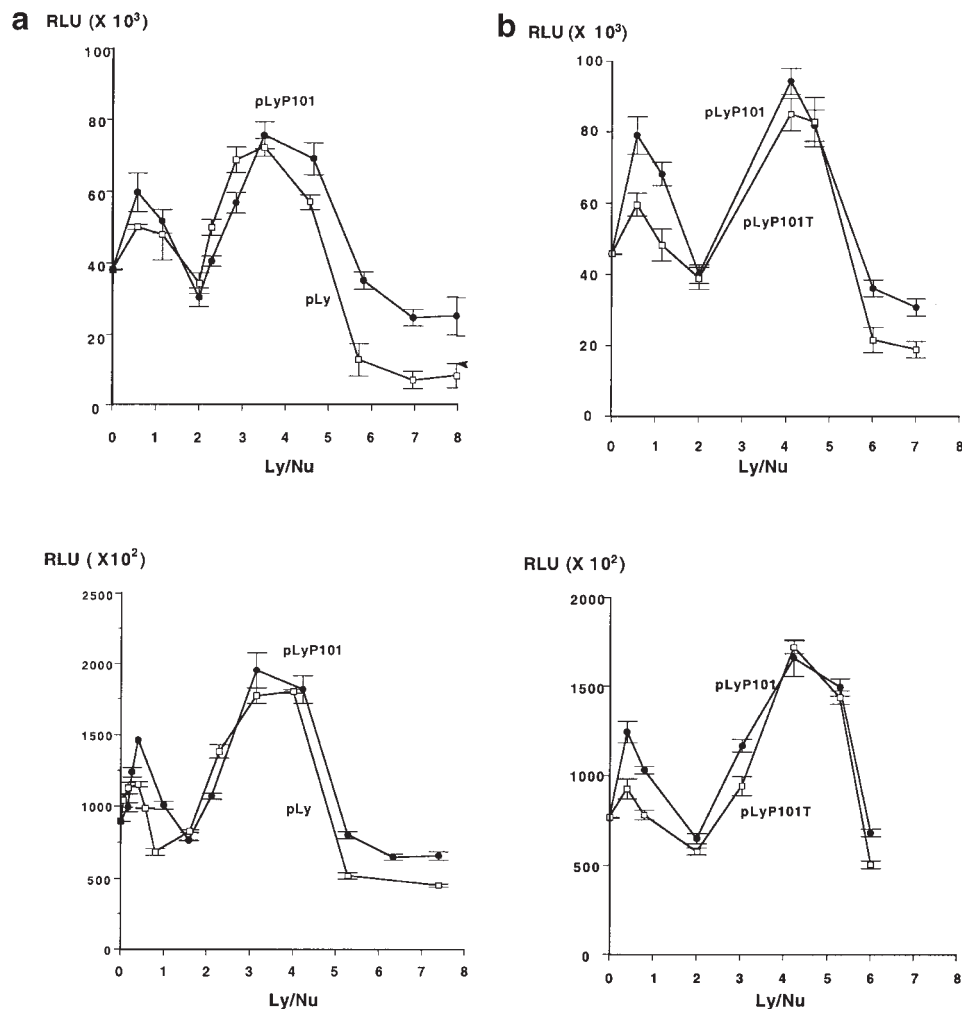 a
RLU (X 10³)
100
80
60
40
20
0
pLyP101
pLy
0 1 2 3 4 5 6 7 8
Ly/Nu
b
RLU (X 10³)
100
80
60
40
20
0
pLyP101
pLyP101T
0 1 2 3 4 5 6 7 8
Ly/Nu
RLU ( X10²)
2500
2000
1500
1000
500
0
pLyP101
pLy
0 1 2 3 4 5 6 7 8
Ly/Nu
RLU (X 10²)
2000
1500
1000
500
0
pLyP101
pLyP101T
0 1 2 3 4 5 6 7 8
Ly/Nu